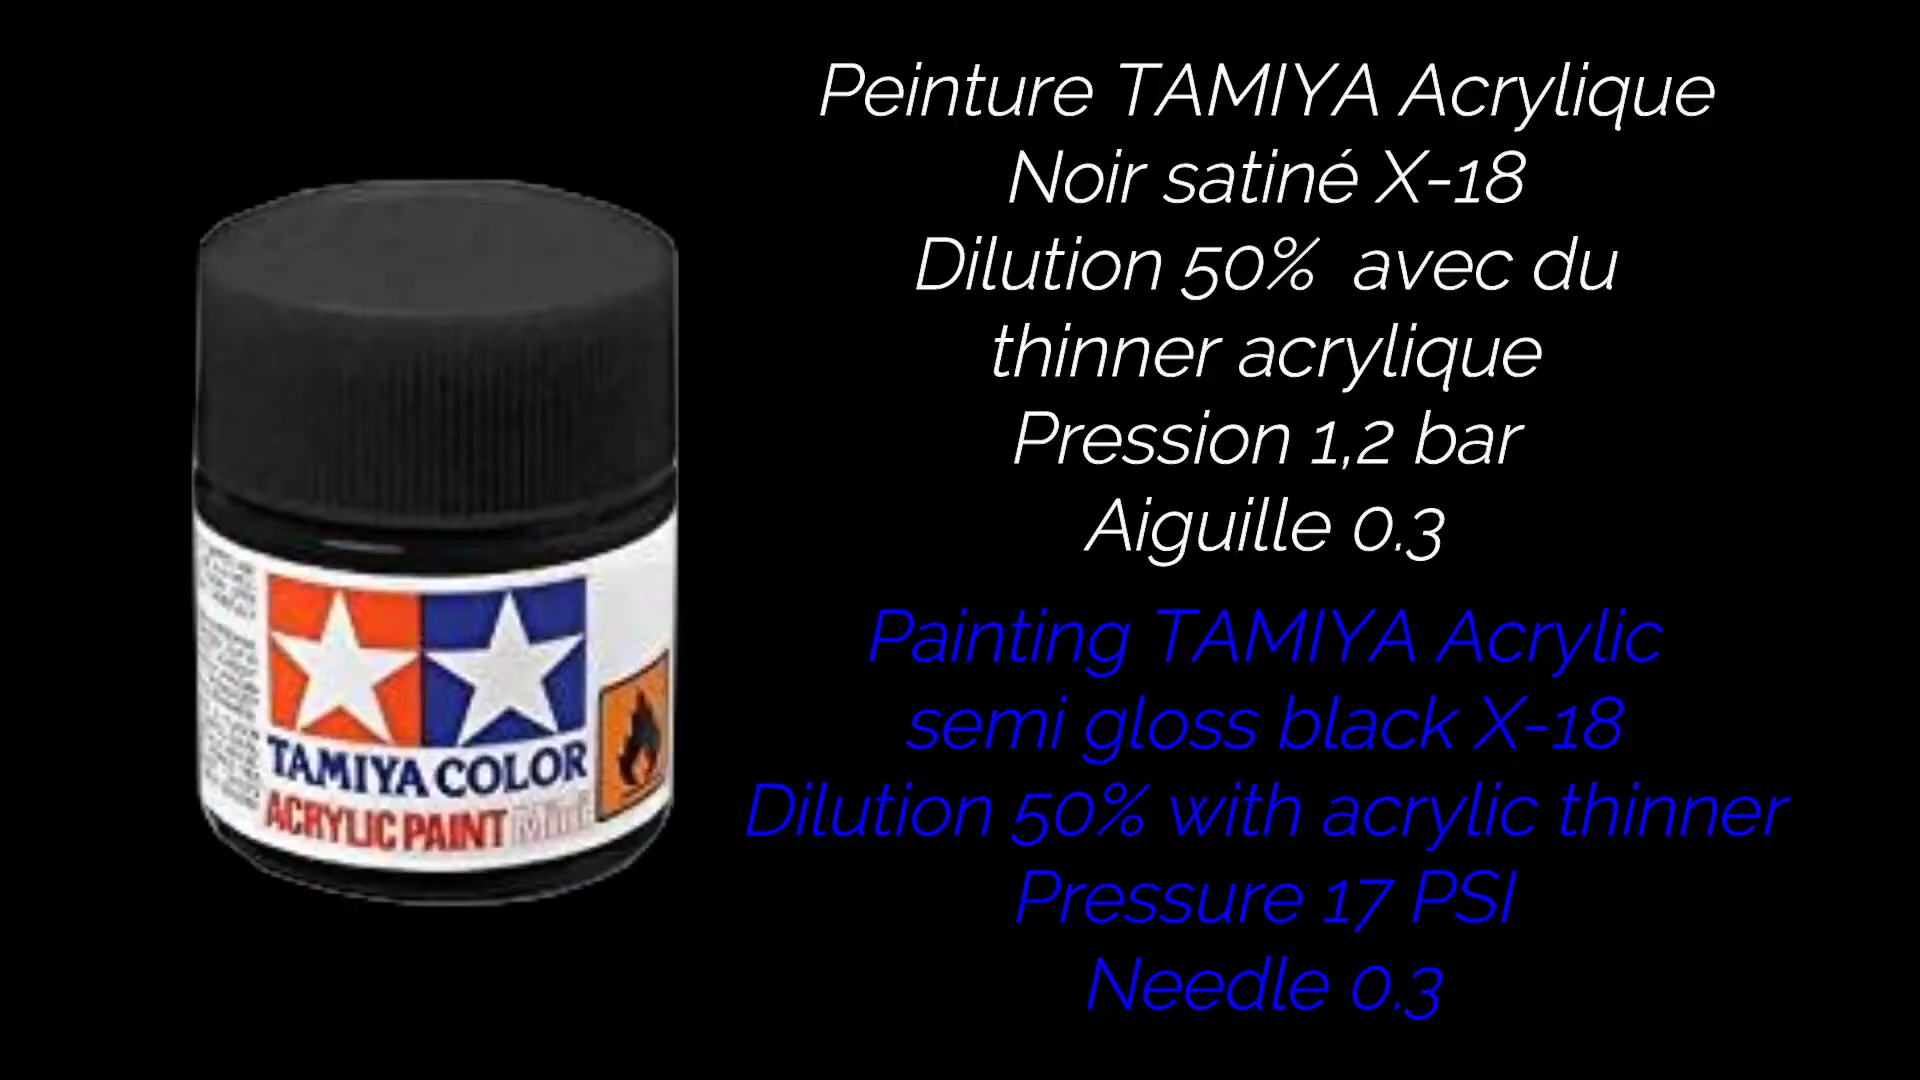 Peinture TAMIYA Acrylique
Noir satiné X-18
Dilution 50% avec du
thinner acrylique
Pression 1,2 bar
Aiguille 0.3
Painting TAMIYA Acrylic
semi gloss black X-18
Dilution 50% with acrylic thinner
Pressure 17 PSI
Needle 0.3
TAMIYA COLOR
ACRYLIC PAINT Mini